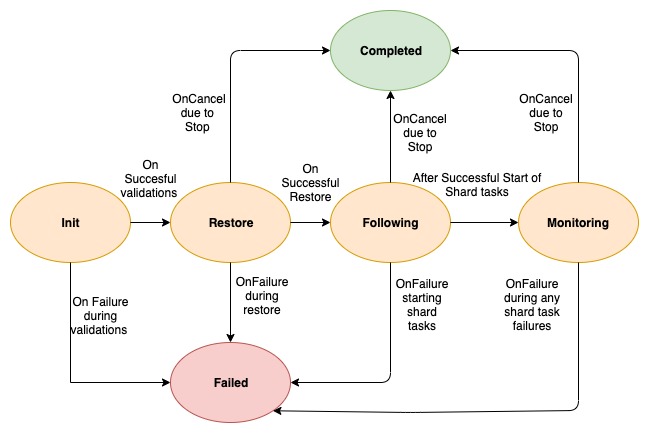 Completed
OnCancel
due to
Stop
OnCancel
due to
Stop
OnCancel
due to
Stop
On
Succesful
validations
On
Successful
Restore
After Successful Start of
Shard tasks
Init
Restore
Following
Monitoring
On Failure
during
validations
OnFailure
during
restore
OnFailure
starting
shard
tasks
OnFailure
during any
shard task
failures
Failed